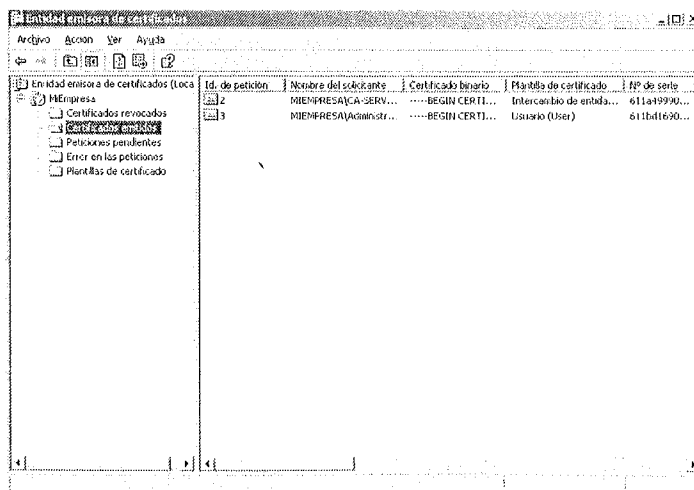 Entidad emisora de certificados
Archivo Acción Ver Ayuda
Entidad emisora de certificados (Loca
MiEmpresa
Certificados revocados
Certificados emitidos
Peticiones pendientes
Error en las peticiones
Plantillas de certificado
Id. de petición Nombre del solicitante Certificado binario Plantilla de certificado Nº de serie
2 MIEMPRESA\CA-SERV... -----BEGIN CERTI... Intercambio de entida... 611a49990...
3 MIEMPRESA\Administr... -----BEGIN CERTI... Usuario (User) 611bd1690...